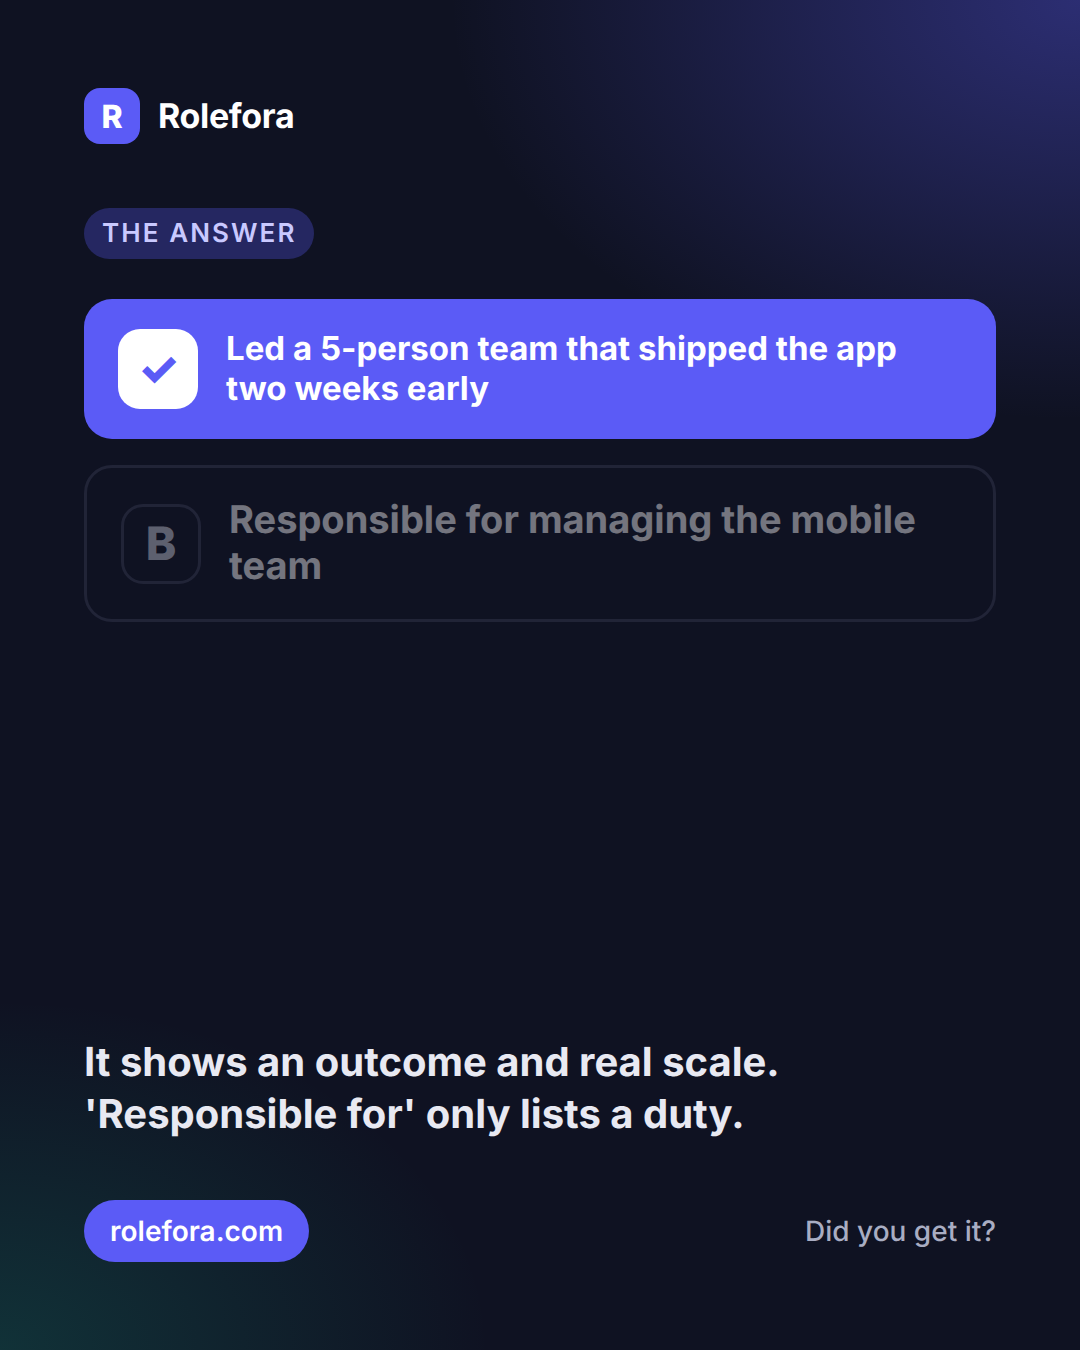 R Rolefora
THE ANSWER
Led a 5-person team that shipped the app
two weeks early
B
Responsible for managing the mobile
team
It shows an outcome and real scale.
'Responsible for' only lists a duty.
rolefora.com
Did you get it?